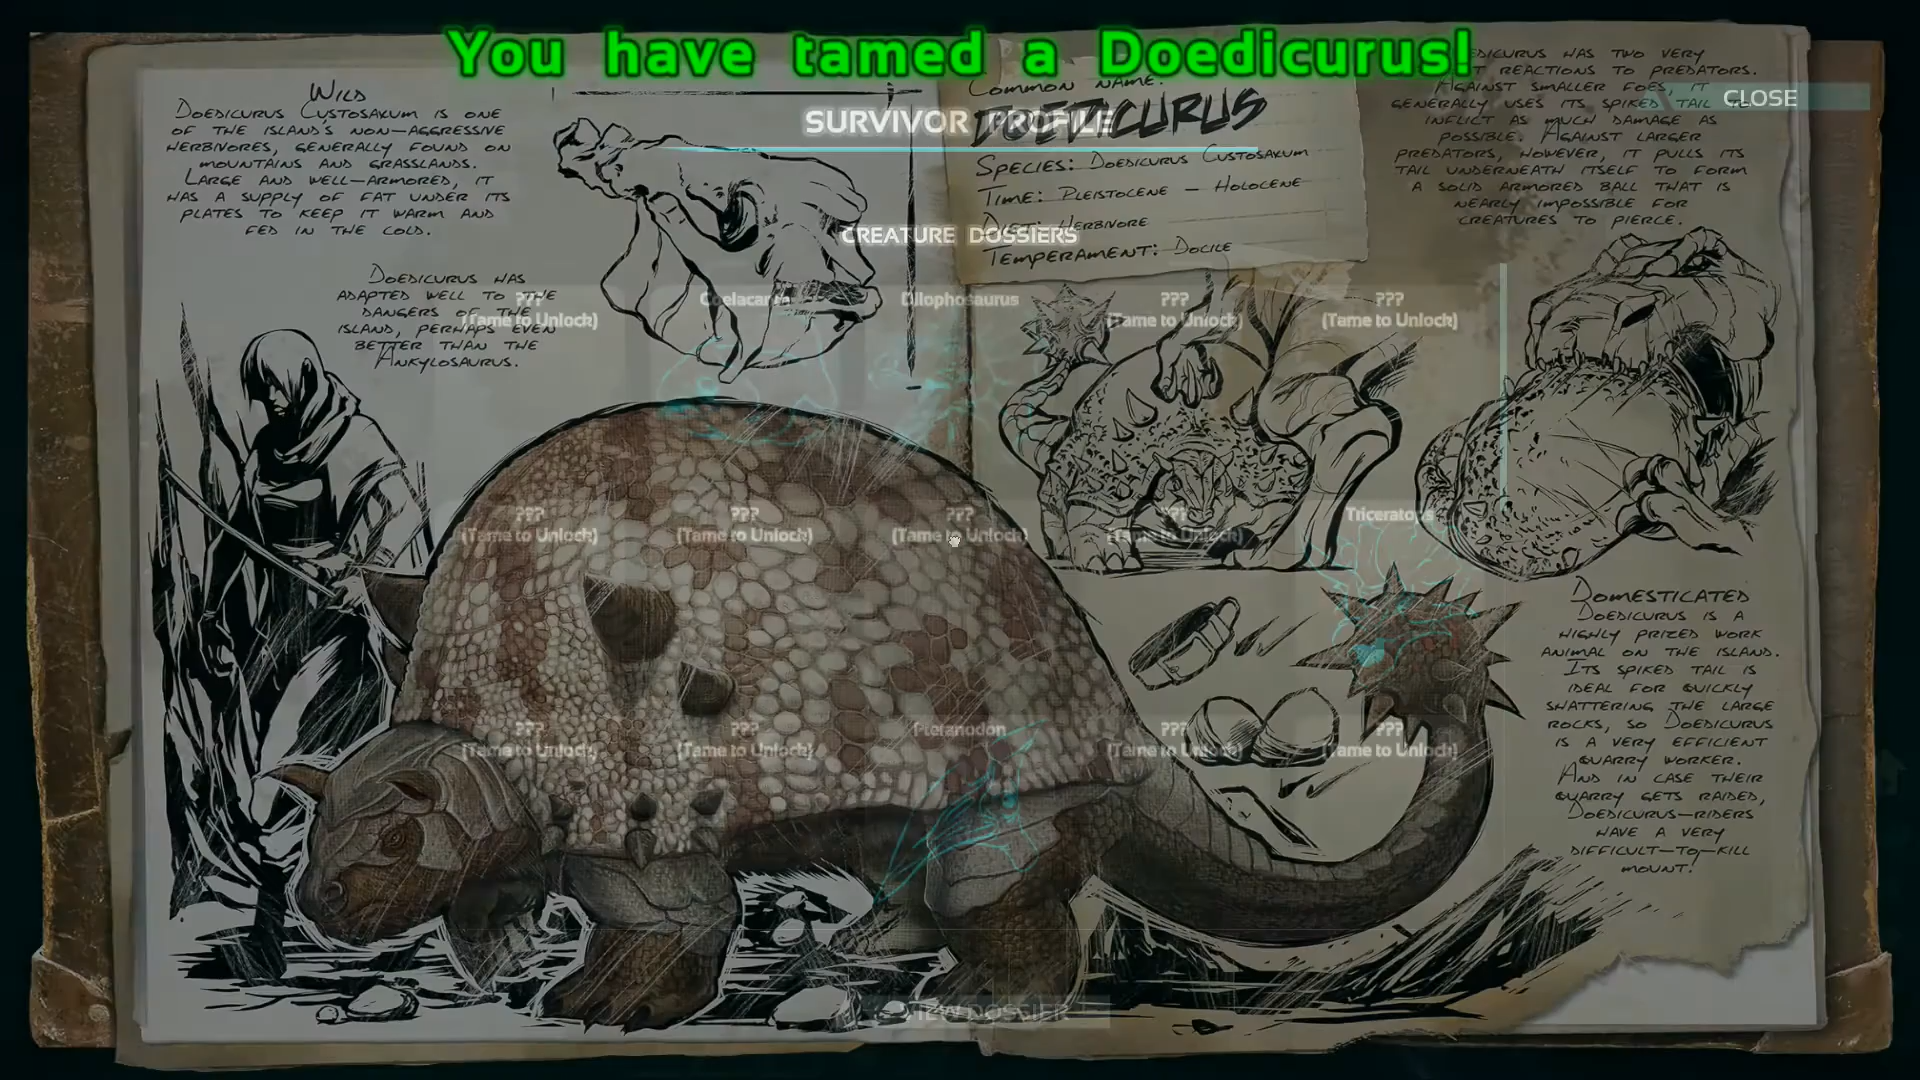 You have tamed a Doedicurus!
CLOSE
SURVIVOR PROFILE
CREATURE DOSSIERS
WILD
DOEDICURUS CUSTOSAXUM IS ONE
OF THE ISLAND'S NON-AGGRESSIVE
HERBIVORES, GENERALLY FOUND ON
MOUNTAINS AND GRASSLANDS.
LARGE AND WELL-ARMORED, IT
HAS A SUPPLY OF FAT UNDER ITS
PLATES TO KEEP IT WARM AND
FED IN THE COLD.
DOEDICURUS HAS
ADAPTED WELL TO THE
DANGERS OF THE
ISLAND, PERHAPS EVEN
BETTER THAN THE
ANKYLOSAURUS.
COMMON NAME:
DOEDICURUS
SPECIES: DOEDICURUS CUSTOSAXUM
TIME: PLEISTOCENE - HOLOCENE
DIET: HERBIVORE
TEMPERAMENT: DOCILE
HAS TWO VERY
REACTIONS TO PREDATORS.
AGAINST SMALLER FOES, IT
GENERALLY USES ITS SPIKED TAIL TO
INFLICT AS MUCH DAMAGE AS
POSSIBLE. AGAINST LARGER
PREDATORS, HOWEVER, IT PULLS ITS
TAIL UNDERNEATH ITSELF TO FORM
A SOLID ARMORED BALL THAT IS
NEARLY IMPOSSIBLE FOR
CREATURES TO PIERCE.
??? 
(Tame to Unlock)
Coelacanth
Dilophosaurus
???
(Tame to Unlock)
???
(Tame to Unlock)
???
(Tame to Unlock)
???
(Tame to Unlock)
???
(Tame to Unlock)
???
(Tame to Unlock)
Triceratops
???
(Tame to Unlock)
???
(Tame to Unlock)
Pteranodon
???
(Tame to Unlock)
???
(Tame to Unlock)
DOMESTICATED
DOEDICURUS IS A
HIGHLY PRIZED WORK
ANIMAL ON THE ISLAND.
ITS SPIKED TAIL IS
IDEAL FOR QUICKLY
SHATTERING THE LARGE
ROCKS, SO DOEDICURUS
IS A VERY EFFICIENT
QUARRY WORKER.
AND IN CASE THEIR
QUARRY GETS RAIDED,
DOEDICURUS-RIDERS
HAVE A VERY
DIFFICULT-TO-KILL
MOUNT.
VIEW DOSSIER